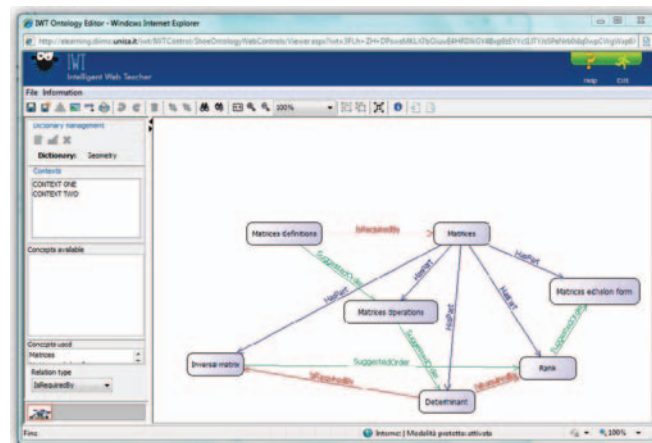 IWT Ontology Editor - Windows Internet Explorer
IWT
Intelligent Web Teacher
Help
Exit
File Information
100%
Dictionary management
Dictionary: Geometry
Contexts
CONTEXT ONE
CONTEXT TWO
Concepts available
Concepts used
Matrices
Relation type
IsRequiredBy
Matrices definitions
IsRequiredBy
Matrices
SuggestedOrder
HasPart
HasPart
HasPart
HasPart
HasPart
Matrices echelon form
Matrices Operations
SuggestedOrder
SuggestedOrder
Inversal matrix
SuggestedOrder
Rank
IsRequiredBy
IsRequiredBy
Determinant
Fine
Internet | Modalità protetta: attivata
100%